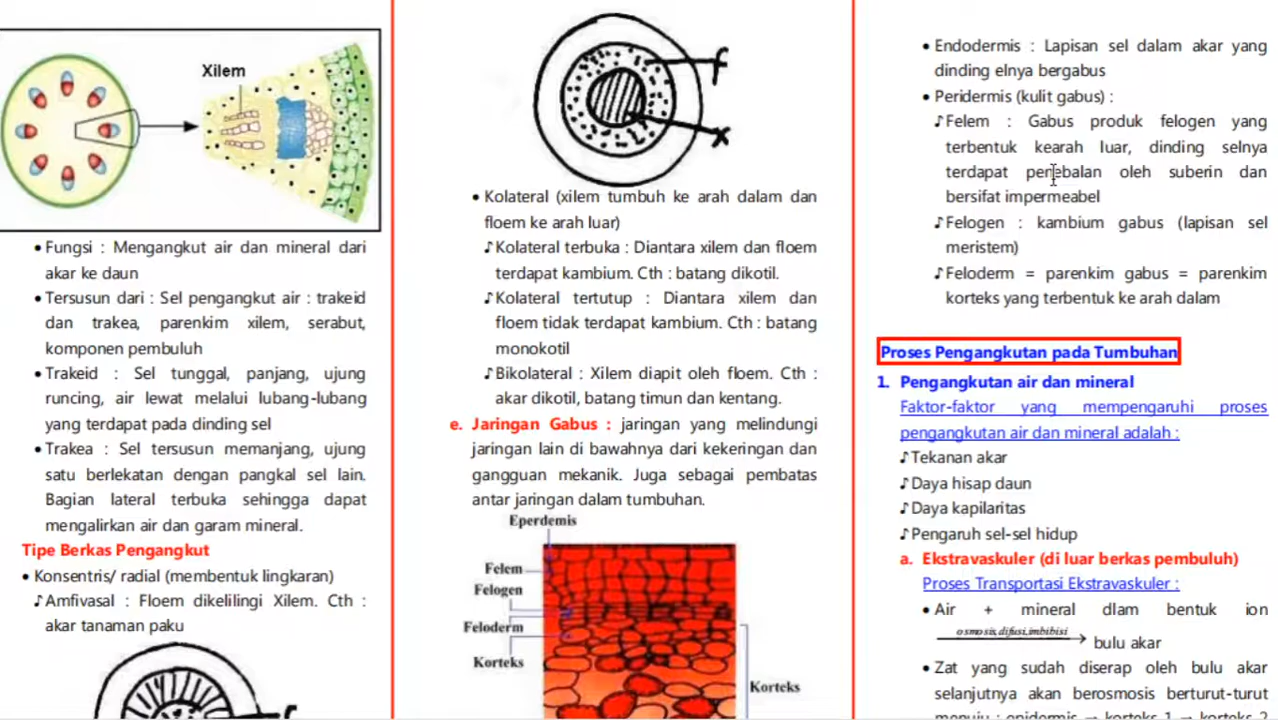 Xilem
• Fungsi : Mengangkut air dan mineral dari
akar ke daun
• Tersusun dari : Sel pengangkut air : trakeid
dan trakea, parenkim xilem, serabut,
komponen pembuluh
• Trakeid : Sel tunggal, panjang, ujung
runcing, air lewat melalui lubang-lubang
yang terdapat pada dinding sel
• Trakea : Sel tersusun memanjang, ujung
satu berlekatan dengan pangkal sel lain.
Bagian lateral terbuka sehingga dapat
mengalirkan air dan garam mineral.
Tipe Berkas Pengangkut
• Konsentris/ radial (membentuk lingkaran)
♪Amfivasal : Floem dikelilingi Xilem. Cth :
akar tanaman paku
f
f
x
• Kolateral (xilem tumbuh ke arah dalam dan
floem ke arah luar)
♪Kolateral terbuka : Diantara xilem dan floem
terdapat kambium. Cth : batang dikotil.
♪Kolateral tertutup : Diantara xilem dan
floem tidak terdapat kambium. Cth : batang
monokotil
♪Bikolateral : Xilem diapit oleh floem. Cth :
akar dikotil, batang timun dan kentang.
e. Jaringan Gabus : jaringan yang melindungi
jaringan lain di bawahnya dari kekeringan dan
gangguan mekanik. Juga sebagai pembatas
antar jaringan dalam tumbuhan.
Eperdemis
Felem
Felogen
Feloderm
Korteks
Korteks
• Endodermis : Lapisan sel dalam akar yang
dinding elnya bergabus
• Peridermis (kulit gabus) :
♪Felem : Gabus produk felogen yang
terbentuk kearah luar, dinding selnya
terdapat penebalan oleh suberin dan
bersifat impermeabel
♪Felogen : kambium gabus (lapisan sel
meristem)
♪Feloderm = parenkim gabus = parenkim
korteks yang terbentuk ke arah dalam
Proses Pengangkutan pada Tumbuhan
1. Pengangkutan air dan mineral
Faktor-faktor yang mempengaruhi proses
pengangkutan air dan mineral adalah :
♪Tekanan akar
♪Daya hisap daun
♪Daya kapilaritas
♪Pengaruh sel-sel hidup
a. Ekstravaskuler (di luar berkas pembuluh)
Proses Transportasi Ekstravaskuler :
• Air + mineral dlam bentuk ion
osmosis,difusi,imbibisi
→ bulu akar
• Zat yang sudah diserap oleh bulu akar
selanjutnya akan berosmosis berturut-turut
menuju : epidermis → korteks 1 → korteks 2